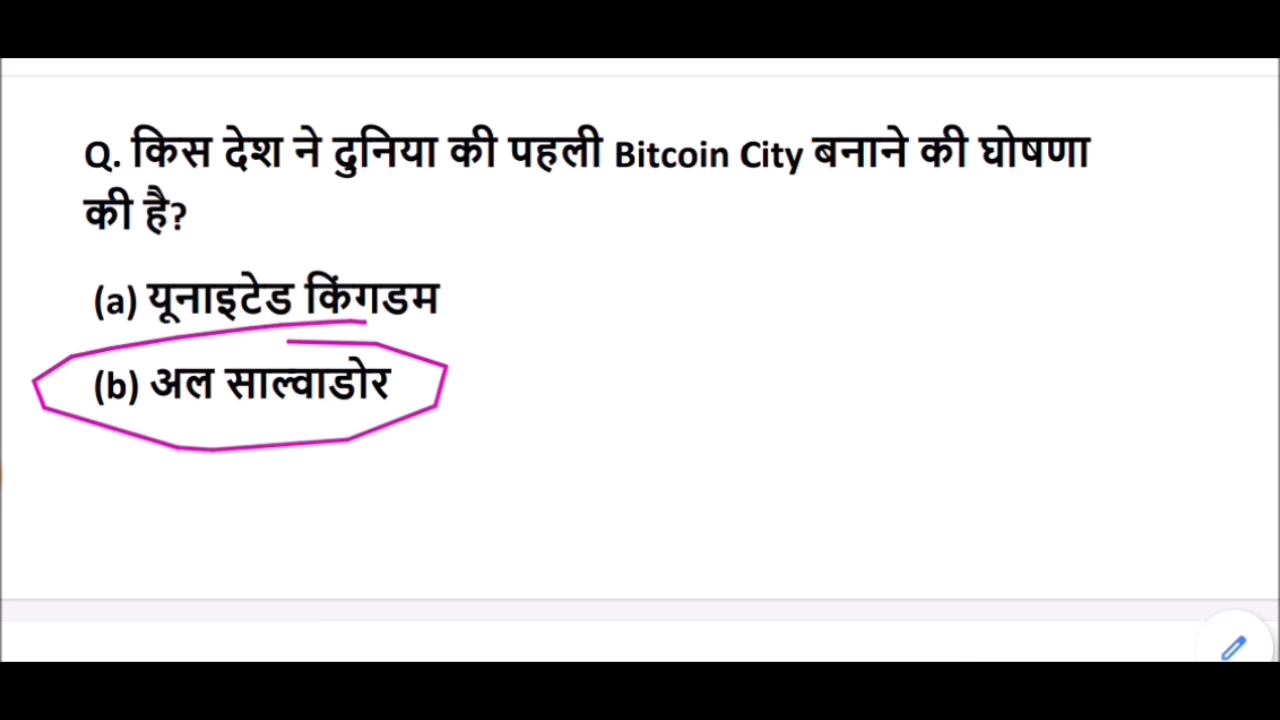 Q. किस देश ने दुनिया की पहली Bitcoin City बनाने की घोषणा
की है?
(a) यूनाइटेड किंगडम
(b) अल साल्वाडोर